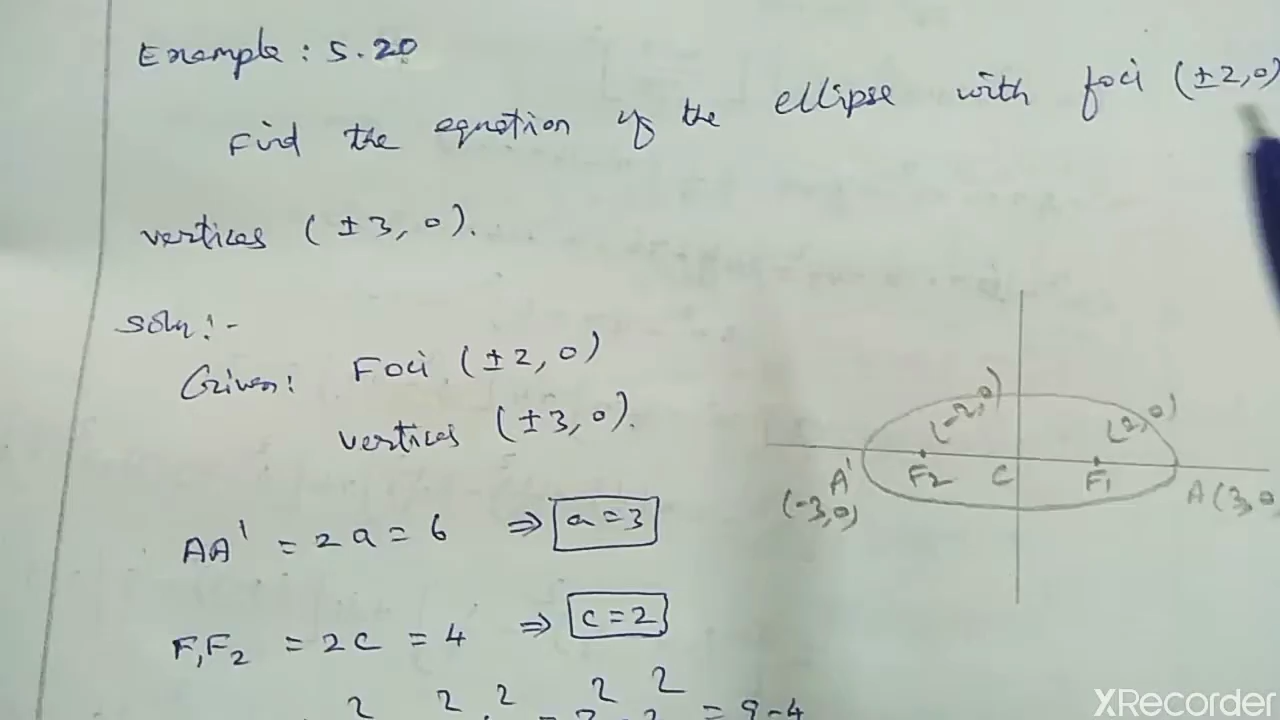 Example : 5.20
Find the equation of the ellipse with foci (±2,0)
vertices (±3, 0).
Soln:-
Given: Foci (±2, 0)
vertices (±3, 0).
AA' = 2a = 6 ⇒ a = 3
F₁F₂ = 2c = 4 ⇒ c = 2
= 9-4
(-2,0)
(2,0)
A'
F2
C
F1
A (3,0
(-3,0)
XRecorder